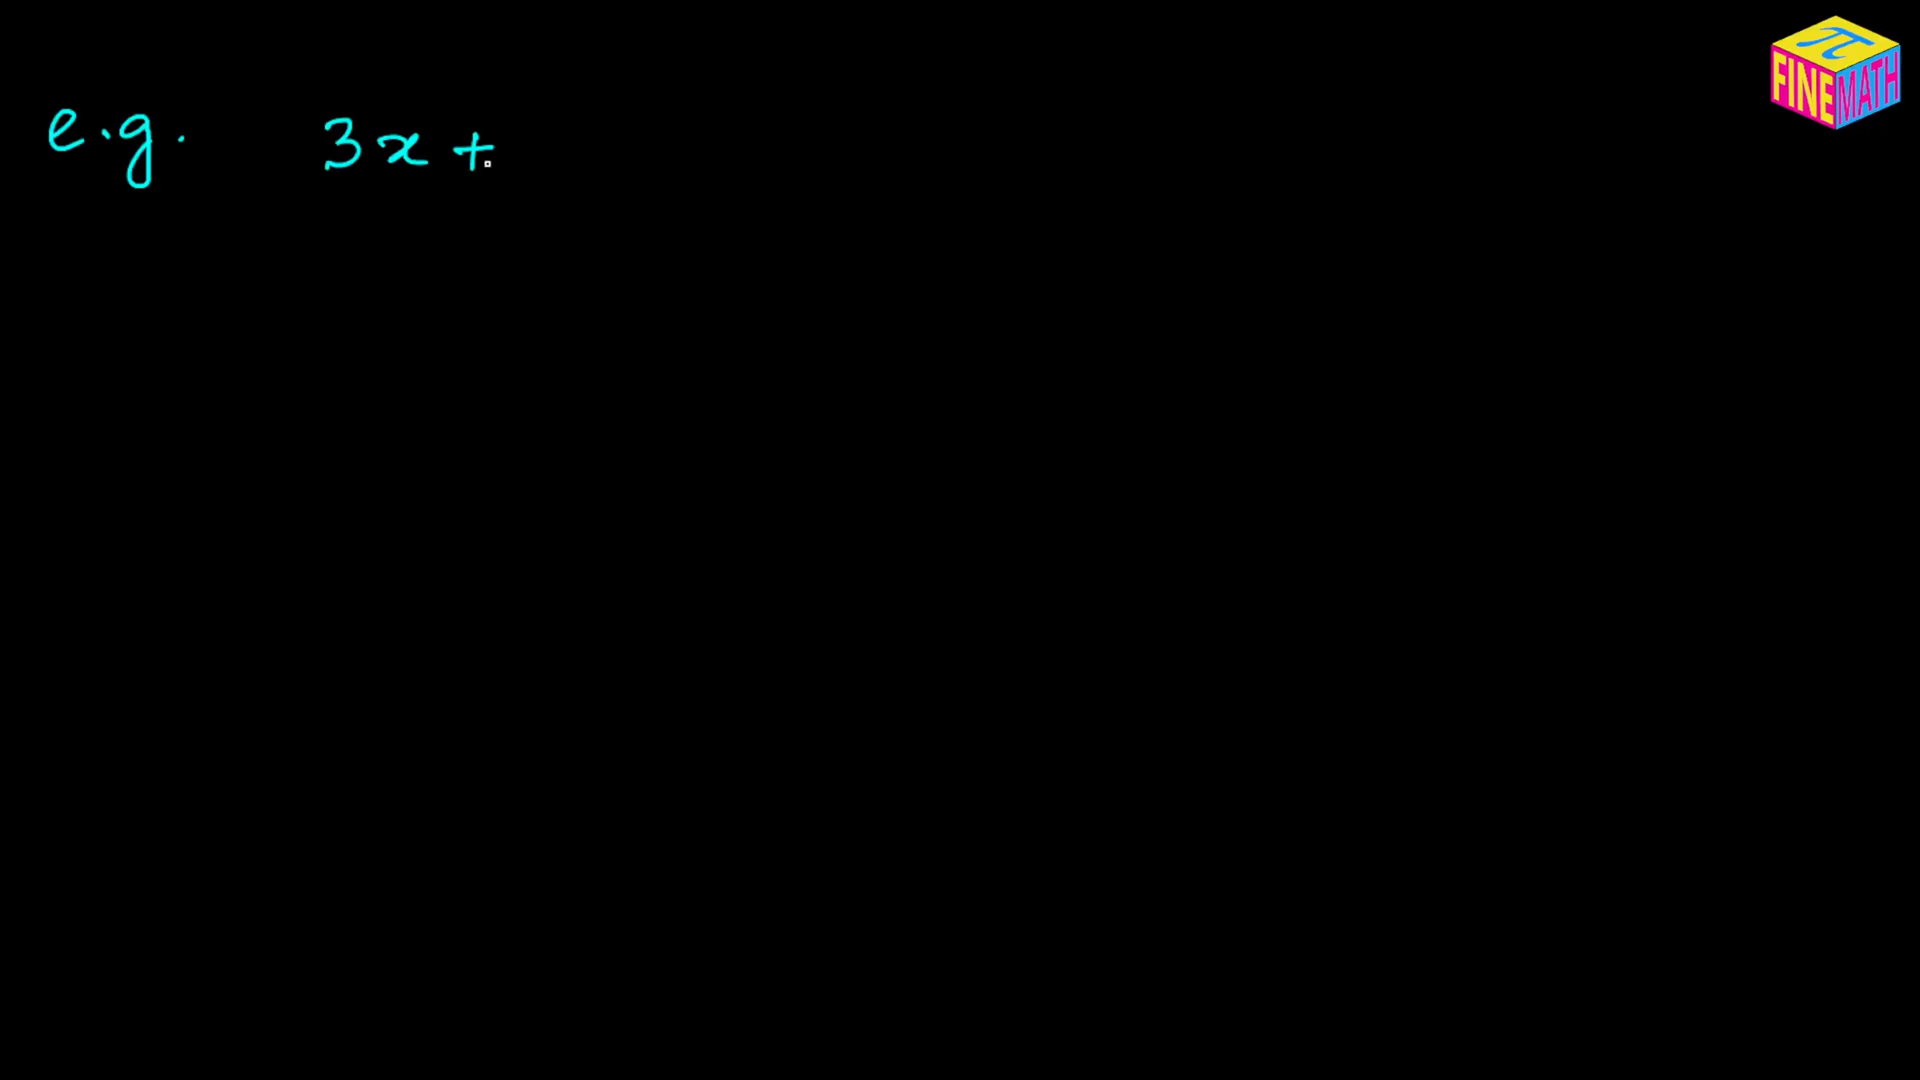 e.g. 3x +
π
FINE MATH